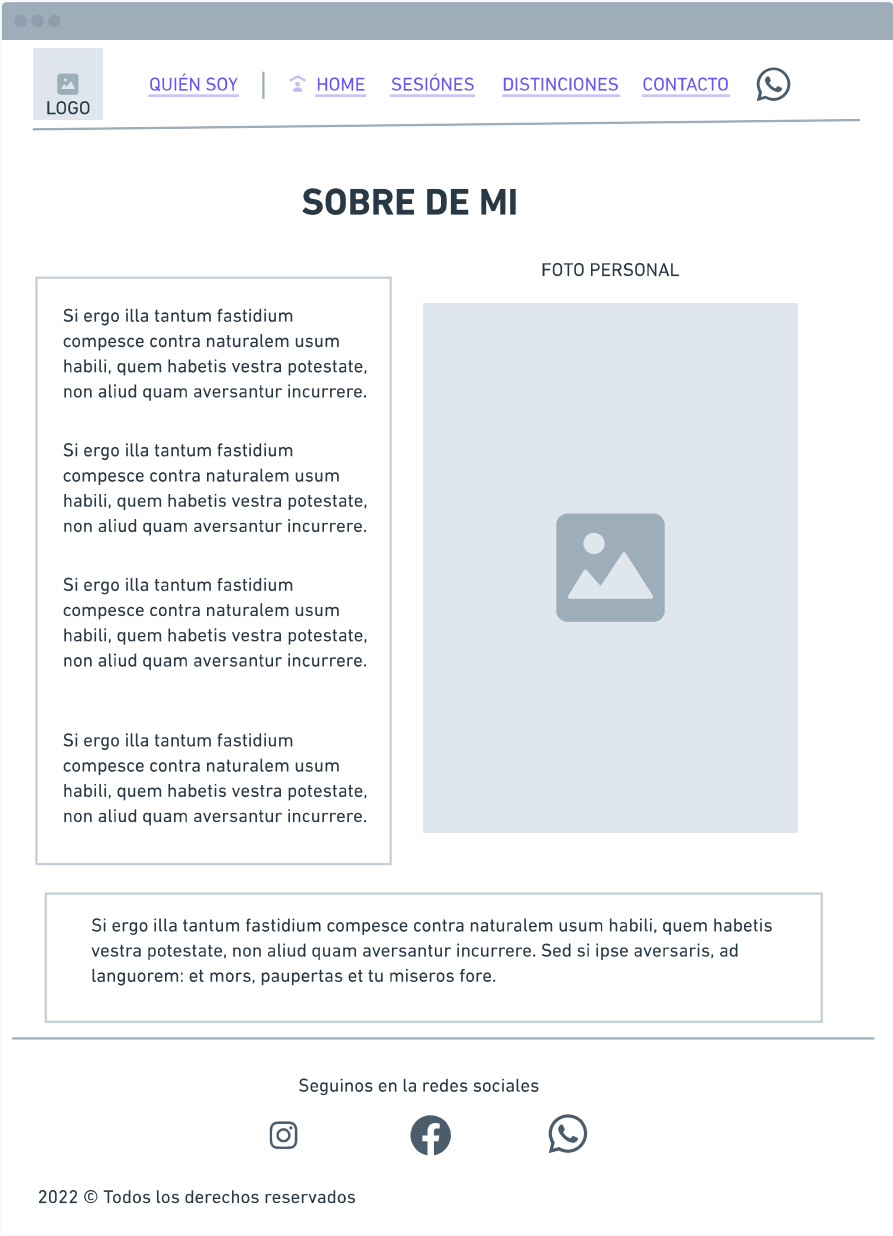 LOGO
QUIÉN SOY HOME SESIÓNES DISTINCIONES CONTACTO
SOBRE DE MI
FOTO PERSONAL
Si ergo illa tantum fastidium
compesce contra naturalem usum
habili, quem habetis vestra potestate,
non aliud quam aversantur incurrere.
Si ergo illa tantum fastidium
compesce contra naturalem usum
habili, quem habetis vestra potestate,
non aliud quam aversantur incurrere.
Si ergo illa tantum fastidium
compesce contra naturalem usum
habili, quem habetis vestra potestate,
non aliud quam aversantur incurrere.
Si ergo illa tantum fastidium
compesce contra naturalem usum
habili, quem habetis vestra potestate,
non aliud quam aversantur incurrere.
Si ergo illa tantum fastidium compesce contra naturalem usum habili, quem habetis
vestra potestate, non aliud quam aversantur incurrere. Sed si ipse aversaris, ad
languorem: et mors, paupertas et tu miseros fore.
Seguinos en la redes sociales
2022 © Todos los derechos reservados